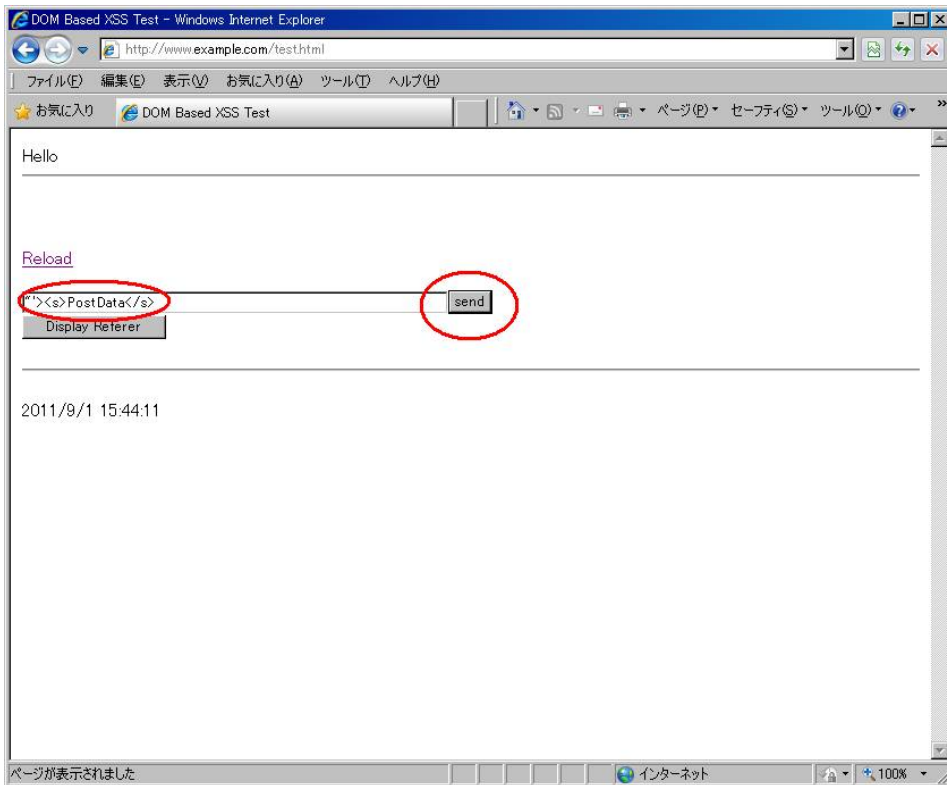 DOM Based XSS Test - Windows Internet Explorer
http://www.example.com/test.html
ファイル(F) 編集(E) 表示(V) お気に入り(A) ツール(T) ヘルプ(H)
お気に入り DOM Based XSS Test ページ(P) セーフティ(S) ツール(O) »
Hello
Reload
"'><s>PostData</s> send
Display Referer
2011/9/1 15:44:11
ページが表示されました インターネット 100%